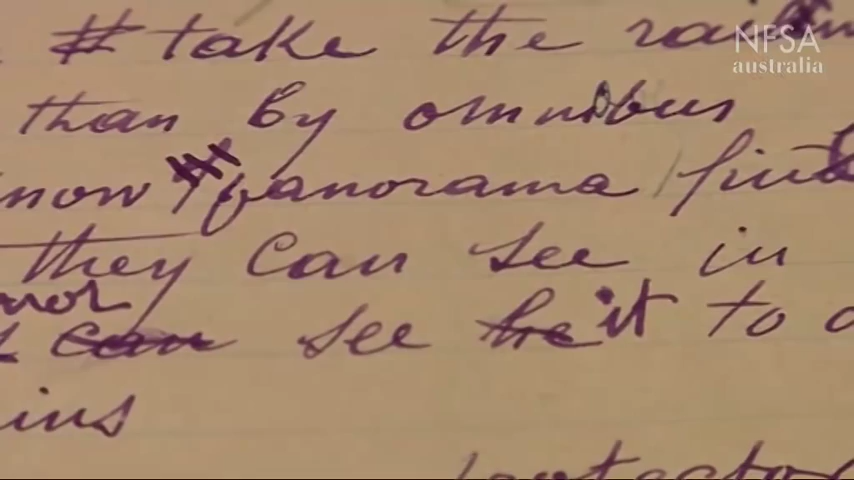 NFSA
australia
# take the
than by omnibus
now # panorama
they can see in
nor
can see he it to
ins